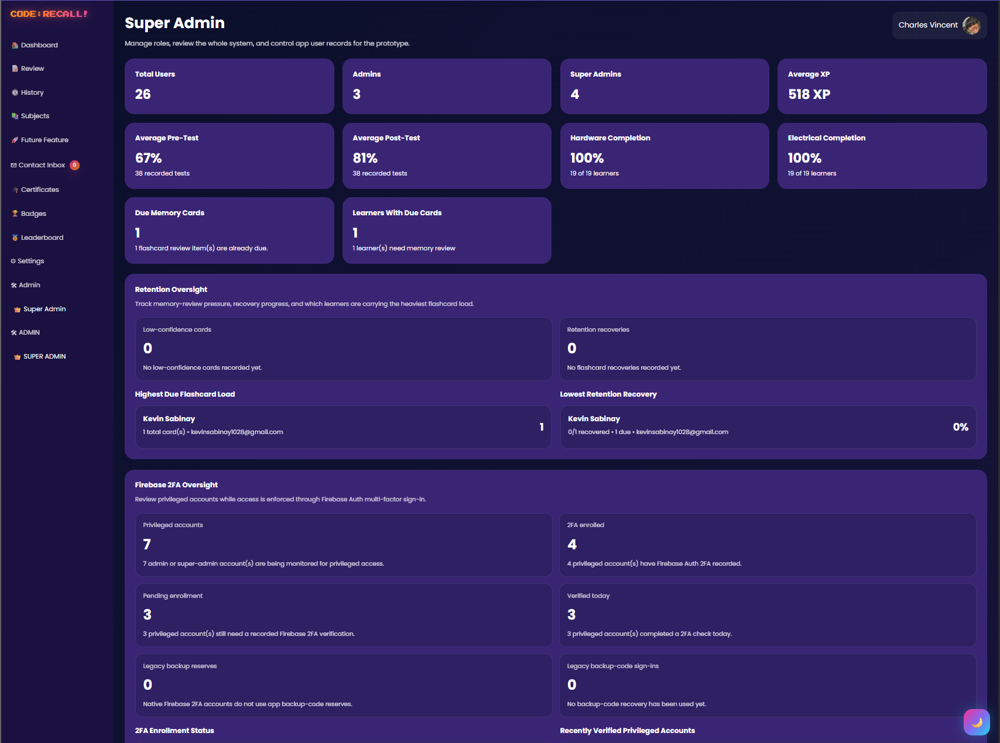 CODE:RECALL!
Dashboard
Review
History
Subjects
Future Feature
Contact Inbox 0
Certificates
Badges
Leaderboard
Settings
Admin
Super Admin
ADMIN
SUPER ADMIN
Super Admin
Manage roles, review the whole system, and control app user records for the prototype.
Charles Vincent
Total Users
26
Admins
3
Super Admins
4
Average XP
518 XP
Average Pre-Test
67%
38 recorded tests
Average Post-Test
81%
38 recorded tests
Hardware Completion
100%
19 of 19 learners
Electrical Completion
100%
19 of 19 learners
Due Memory Cards
1
1 flashcard review item(s) are already due.
Learners With Due Cards
1
1 learner(s) need memory review
Retention Oversight
Track memory-review pressure, recovery progress, and which learners are carrying the heaviest flashcard load.
Low-confidence cards
0
No low-confidence cards recorded yet.
Retention recoveries
0
No flashcard recoveries recorded yet.
Highest Due Flashcard Load
Kevin Sabinay
1 total card(s) • kevinsabinay1028@gmail.com
1
Lowest Retention Recovery
Kevin Sabinay
0/1 recovered • 1 due • kevinsabinay1028@gmail.com
0%
Firebase 2FA Oversight
Review privileged accounts while access is enforced through Firebase Auth multi-factor sign-in.
Privileged accounts
7
7 admin or super-admin account(s) are being monitored for privileged access.
2FA enrolled
4
4 privileged account(s) have Firebase Auth 2FA recorded.
Pending enrollment
3
3 privileged account(s) still need a recorded Firebase 2FA verification.
Verified today
3
3 privileged account(s) completed a 2FA check today.
Legacy backup reserves
0
Native Firebase 2FA accounts do not use app backup-code reserves.
Legacy backup-code sign-ins
0
No backup-code recovery has been used yet.
2FA Enrollment Status
Recently Verified Privileged Accounts